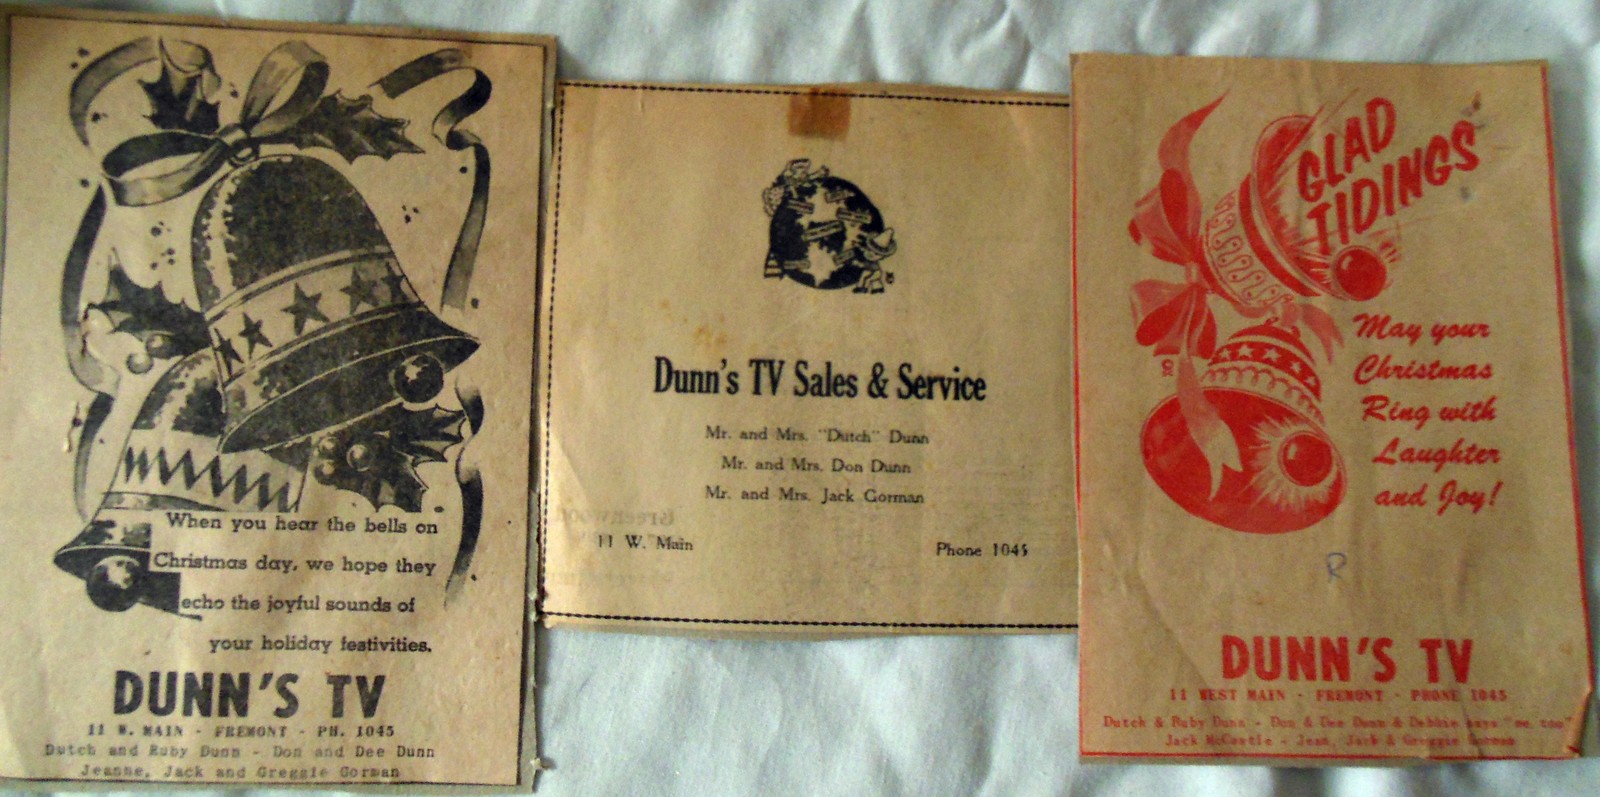 When you hear the bells on
Christmas day, we hope they
echo the joyful sounds of
your holiday festivities.
DUNN'S TV
11 W. MAIN - FREMONT - PH. 1045
Dutch and Ruby Dunn - Don and Dee Dunn
Jeanne, Jack and Greggie Gorman
Dunn's TV Sales & Service
Mr. and Mrs. "Dutch" Dunn
Mr. and Mrs. Don Dunn
Mr. and Mrs. Jack Gorman
11 W. Main
Phone 1045
GLAD
TIDINGS
May your
Christmas
Ring with
Laughter
and Joy!
R
DUNN'S TV
11 WEST MAIN - FREMONT - PHONE 1045
Dutch & Ruby Dunn - Don & Dee Dunn & Debbie says "me, too"
Jack McCastle - Jean, Jack & Greggie Gorman